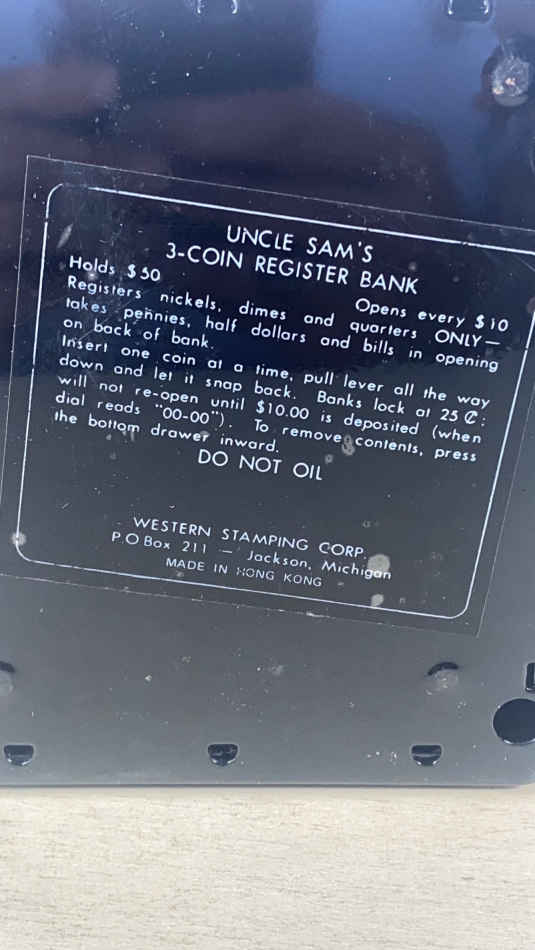 UNCLE SAM'S
3-COIN REGISTER BANK
Holds $50 Opens every $10
Registers nickels, dimes and quarters ONLY—
takes pennies, half dollars and bills in opening
on back of bank.
Insert one coin at a time, pull lever all the way
down and let it snap back. Banks lock at 25 ¢:
will not re-open until $10.00 is deposited (when
dial reads "00-00"). To remove contents, press
the bottom drawer inward.
DO NOT OIL
WESTERN STAMPING CORP.
P.O Box 211 — Jackson, Michigan
MADE IN HONG KONG